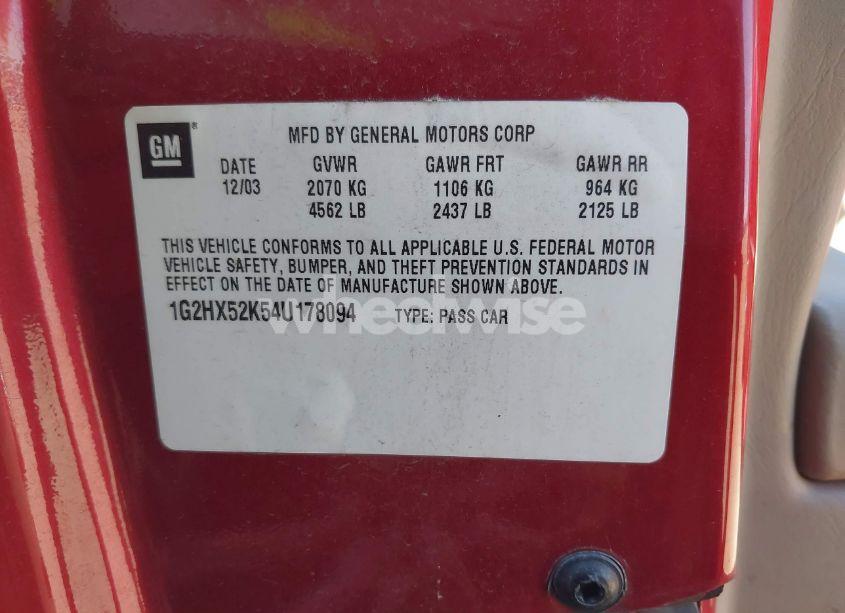 GM®
MFD BY GENERAL MOTORS CORP
DATE GVWR GAWR FRT GAWR RR
12/03 2070 KG 1106 KG 964 KG
4562 LB 2437 LB 2125 LB
THIS VEHICLE CONFORMS TO ALL APPLICABLE U.S. FEDERAL MOTOR
VEHICLE SAFETY, BUMPER, AND THEFT PREVENTION STANDARDS IN
EFFECT ON THE DATE OF MANUFACTURE SHOWN ABOVE.
1G2HX52K54U178094 TYPE: PASS CAR
wheelwise